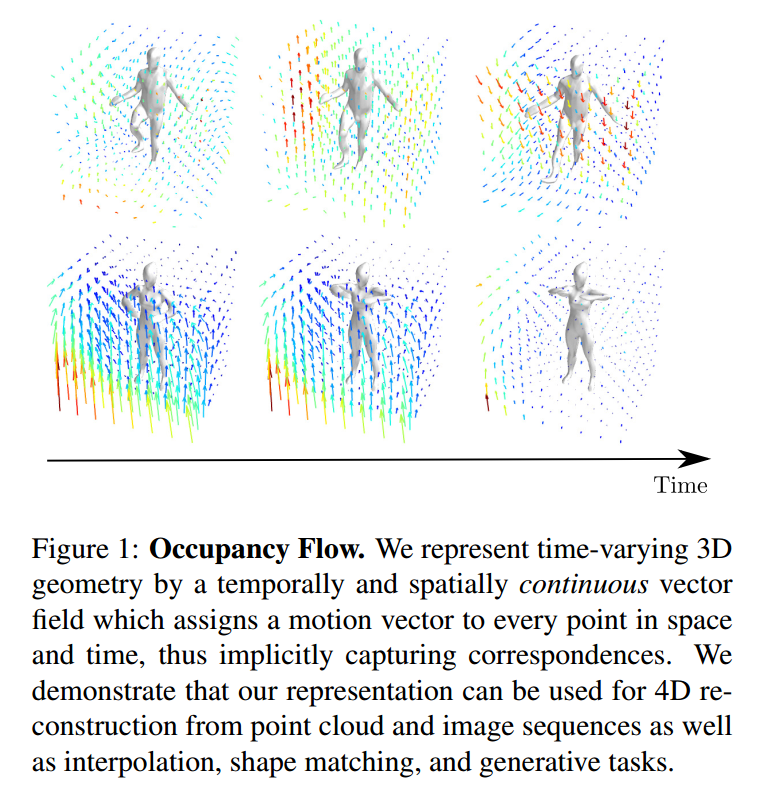 Time
Figure 1: Occupancy Flow. We represent time-varying 3D
geometry by a temporally and spatially continuous vector
field which assigns a motion vector to every point in space
and time, thus implicitly capturing correspondences. We
demonstrate that our representation can be used for 4D re-
construction from point cloud and image sequences as well
as interpolation, shape matching, and generative tasks.